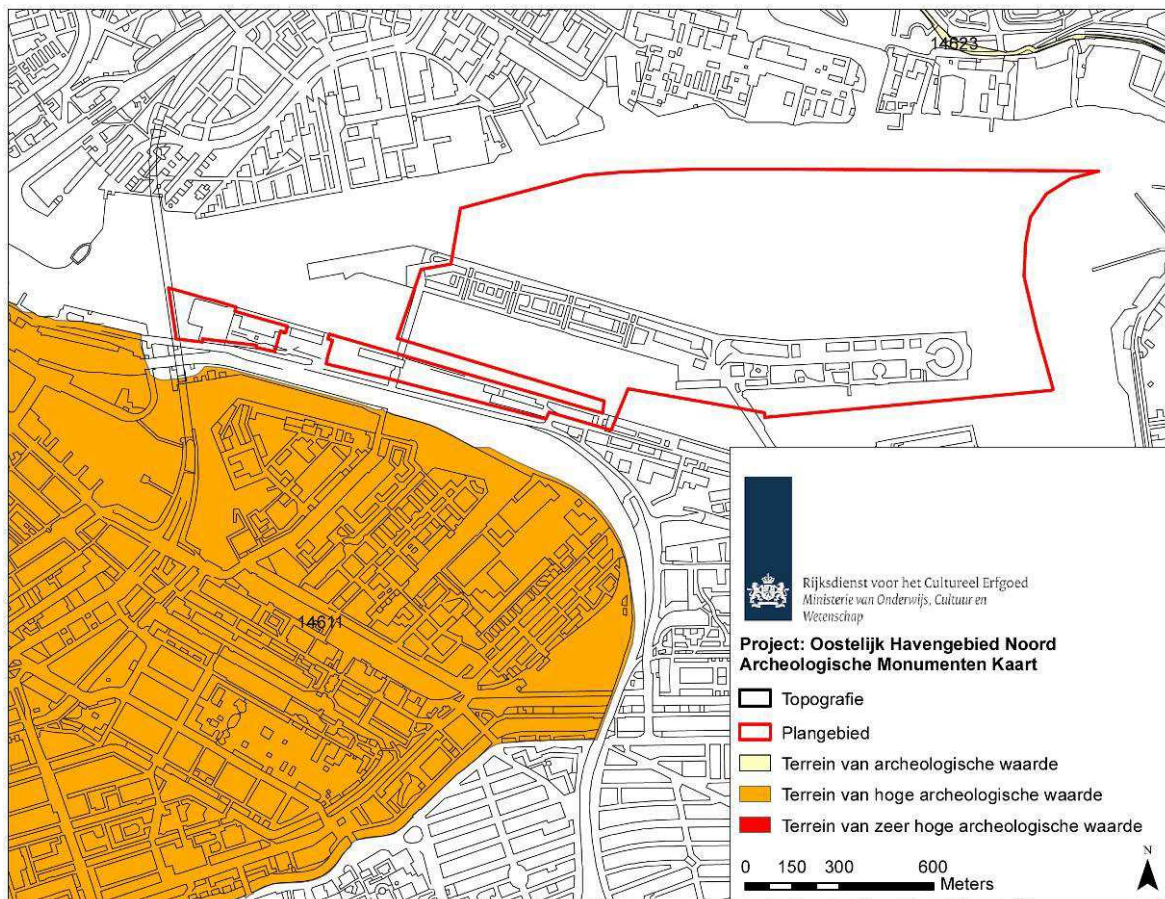 14623
14611
Rijksdienst voor het Cultureel Erfgoed
Ministerie van Onderwijs, Cultuur en
Wetenschap
Project: Oostelijk Havengebied Noord
Archeologische Monumenten Kaart
Topografie
Plangebied
Terrein van archeologische waarde
Terrein van hoge archeologische waarde
Terrein van zeer hoge archeologische waarde
0 150 300 600
Meters
N